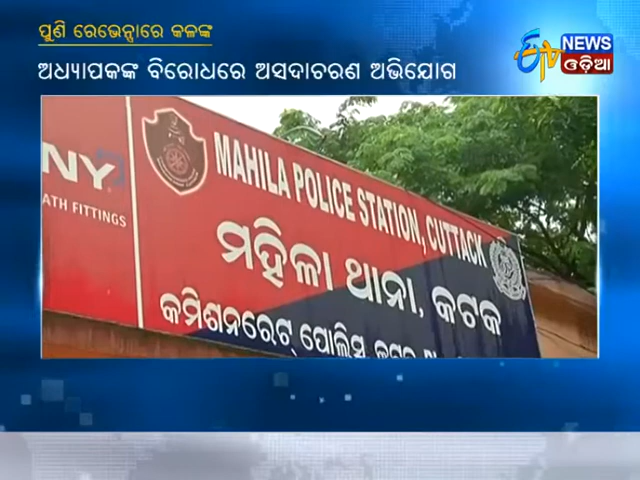 ପୁଣି ରେଭେନ୍ସାରେ କଳଙ୍କ
ଅଧ୍ୟାପକଙ୍କ ବିରୋଧରେ ଅସଦାଚରଣ ଅଭିଯୋଗ
ETV NEWS
ଓଡ଼ିଆ
NY
ATH FITTINGS
MAHILA POLICE STATION, CUTTACK
ମହିଳା ଥାନା, କଟକ
କମିଶନରେଟ୍ ପୋଲିସ୍